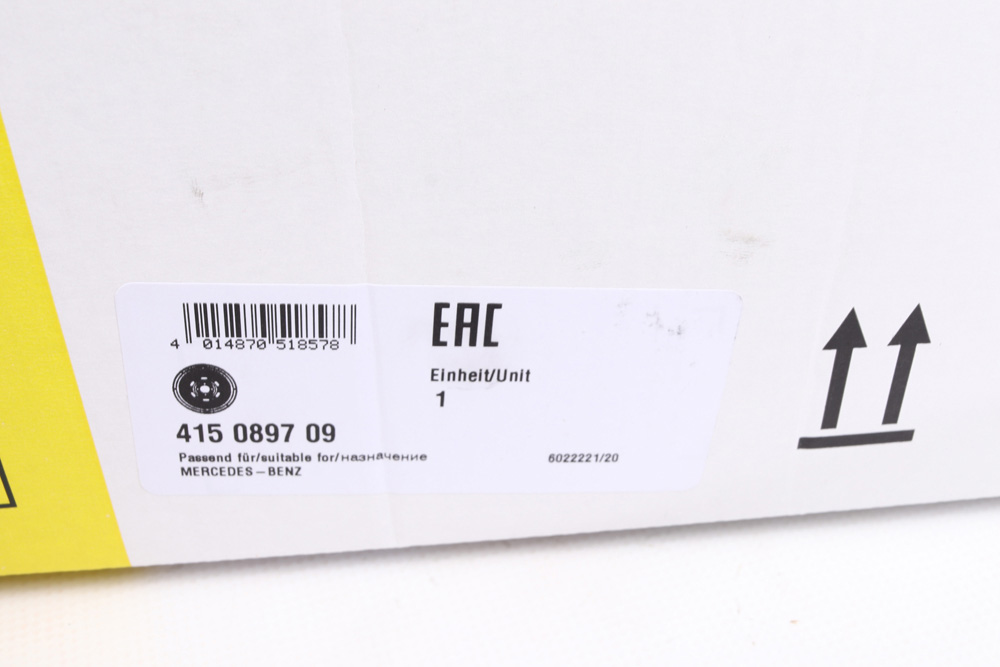 4 014870 518578
EAC
Einheit/Unit
1
415 0897 09
Passend für/suitable for/назначение
MERCEDES-BENZ
6022221/20